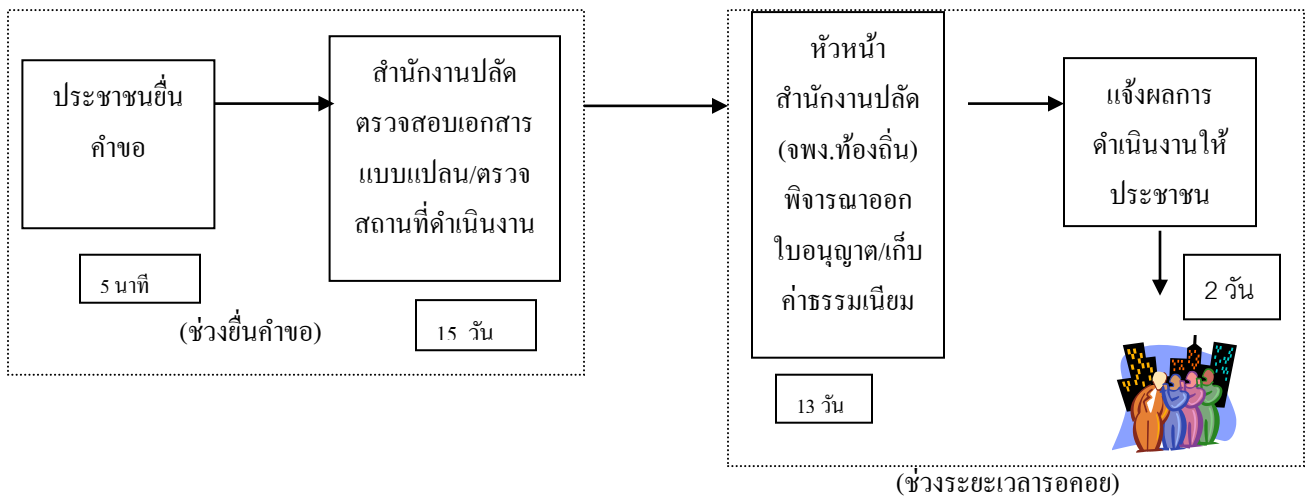 ประชาชนยื่น
คำขอ
5 นาที
สำนักงานปลัด
ตรวจสอบเอกสาร
แบบแปลน/ตรวจ
สถานที่ดำเนินงาน
15 วัน
(ช่วงยื่นคำขอ)
หัวหน้า
สำนักงานปลัด
(จพง.ท้องถิ่น)
พิจารณาออก
ใบอนุญาต/เก็บ
ค่าธรรมเนียม
13 วัน
แจ้งผลการ
ดำเนินงานให้
ประชาชน
2 วัน
(ช่วงระยะเวลารอคอย)